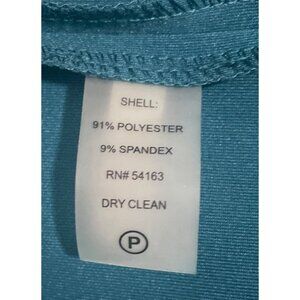 SHELL:
91% POLYESTER
9% SPANDEX
RN# 54163
DRY CLEAN
P